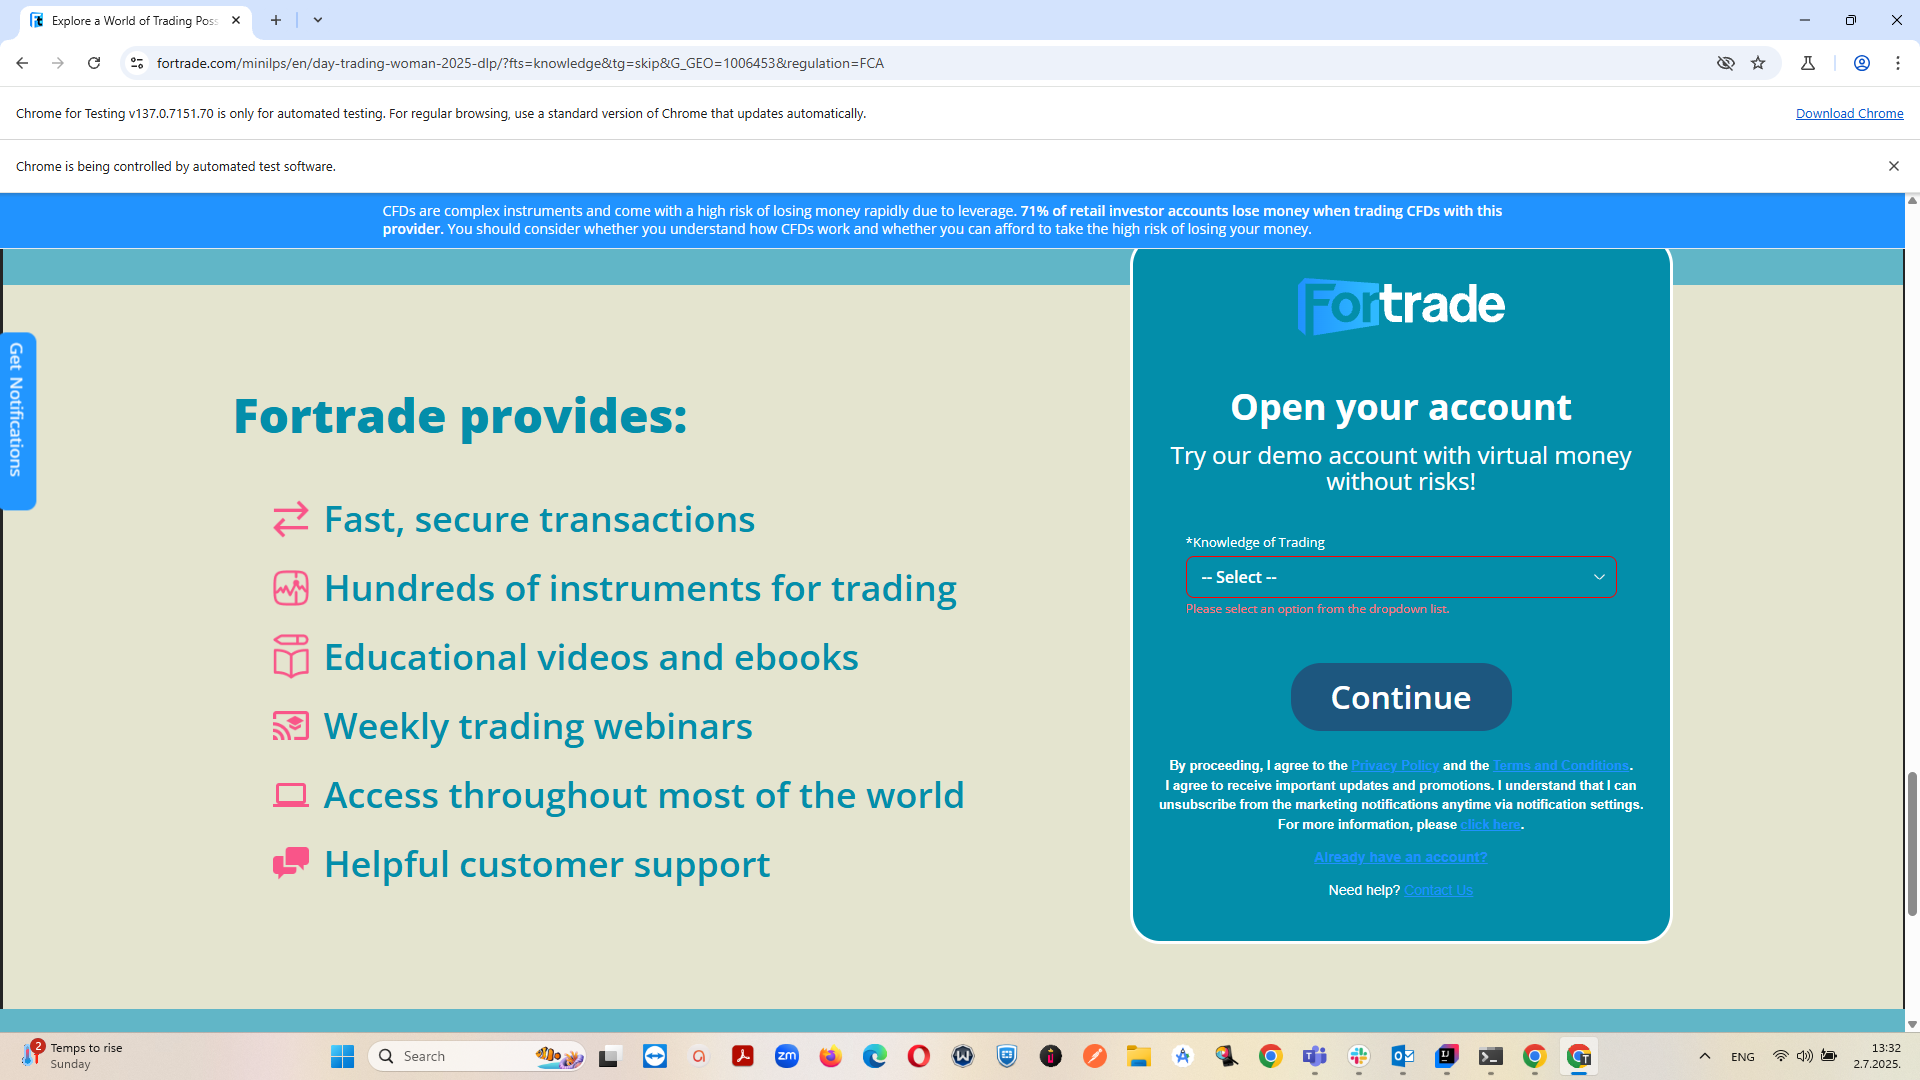 Explore a World of Trading Poss
fortrade.com/minilps/en/day-trading-woman-2025-dlp/?fts=knowledge&tg=skip&G_GEO=1006453&regulation=FCA
Chrome for Testing v137.0.7151.70 is only for automated testing. For regular browsing, use a standard version of Chrome that updates automatically.
Download Chrome
Chrome is being controlled by automated test software.
CFDs are complex instruments and come with a high risk of losing money rapidly due to leverage. 71% of retail investor accounts lose money when trading CFDs with this
provider. You should consider whether you understand how CFDs work and whether you can afford to take the high risk of losing your money.
Get Notifications
Fortrade provides:
Fast, secure transactions
Hundreds of instruments for trading
Educational videos and ebooks
Weekly trading webinars
Access throughout most of the world
Helpful customer support
Fortrade
Open your account
Try our demo account with virtual money
without risks!
*Knowledge of Trading
-- Select --
Please select an option from the dropdown list.
Continue
By proceeding, I agree to the Privacy Policy and the Terms and Conditions.
I agree to receive important updates and promotions. I understand that I can
unsubscribe from the marketing notifications anytime via notification settings.
For more information, please click here.
Already have an account?
Need help? Contact Us
2
Temps to rise
Sunday
Search
zm
ENG
13:32
2.7.2025.